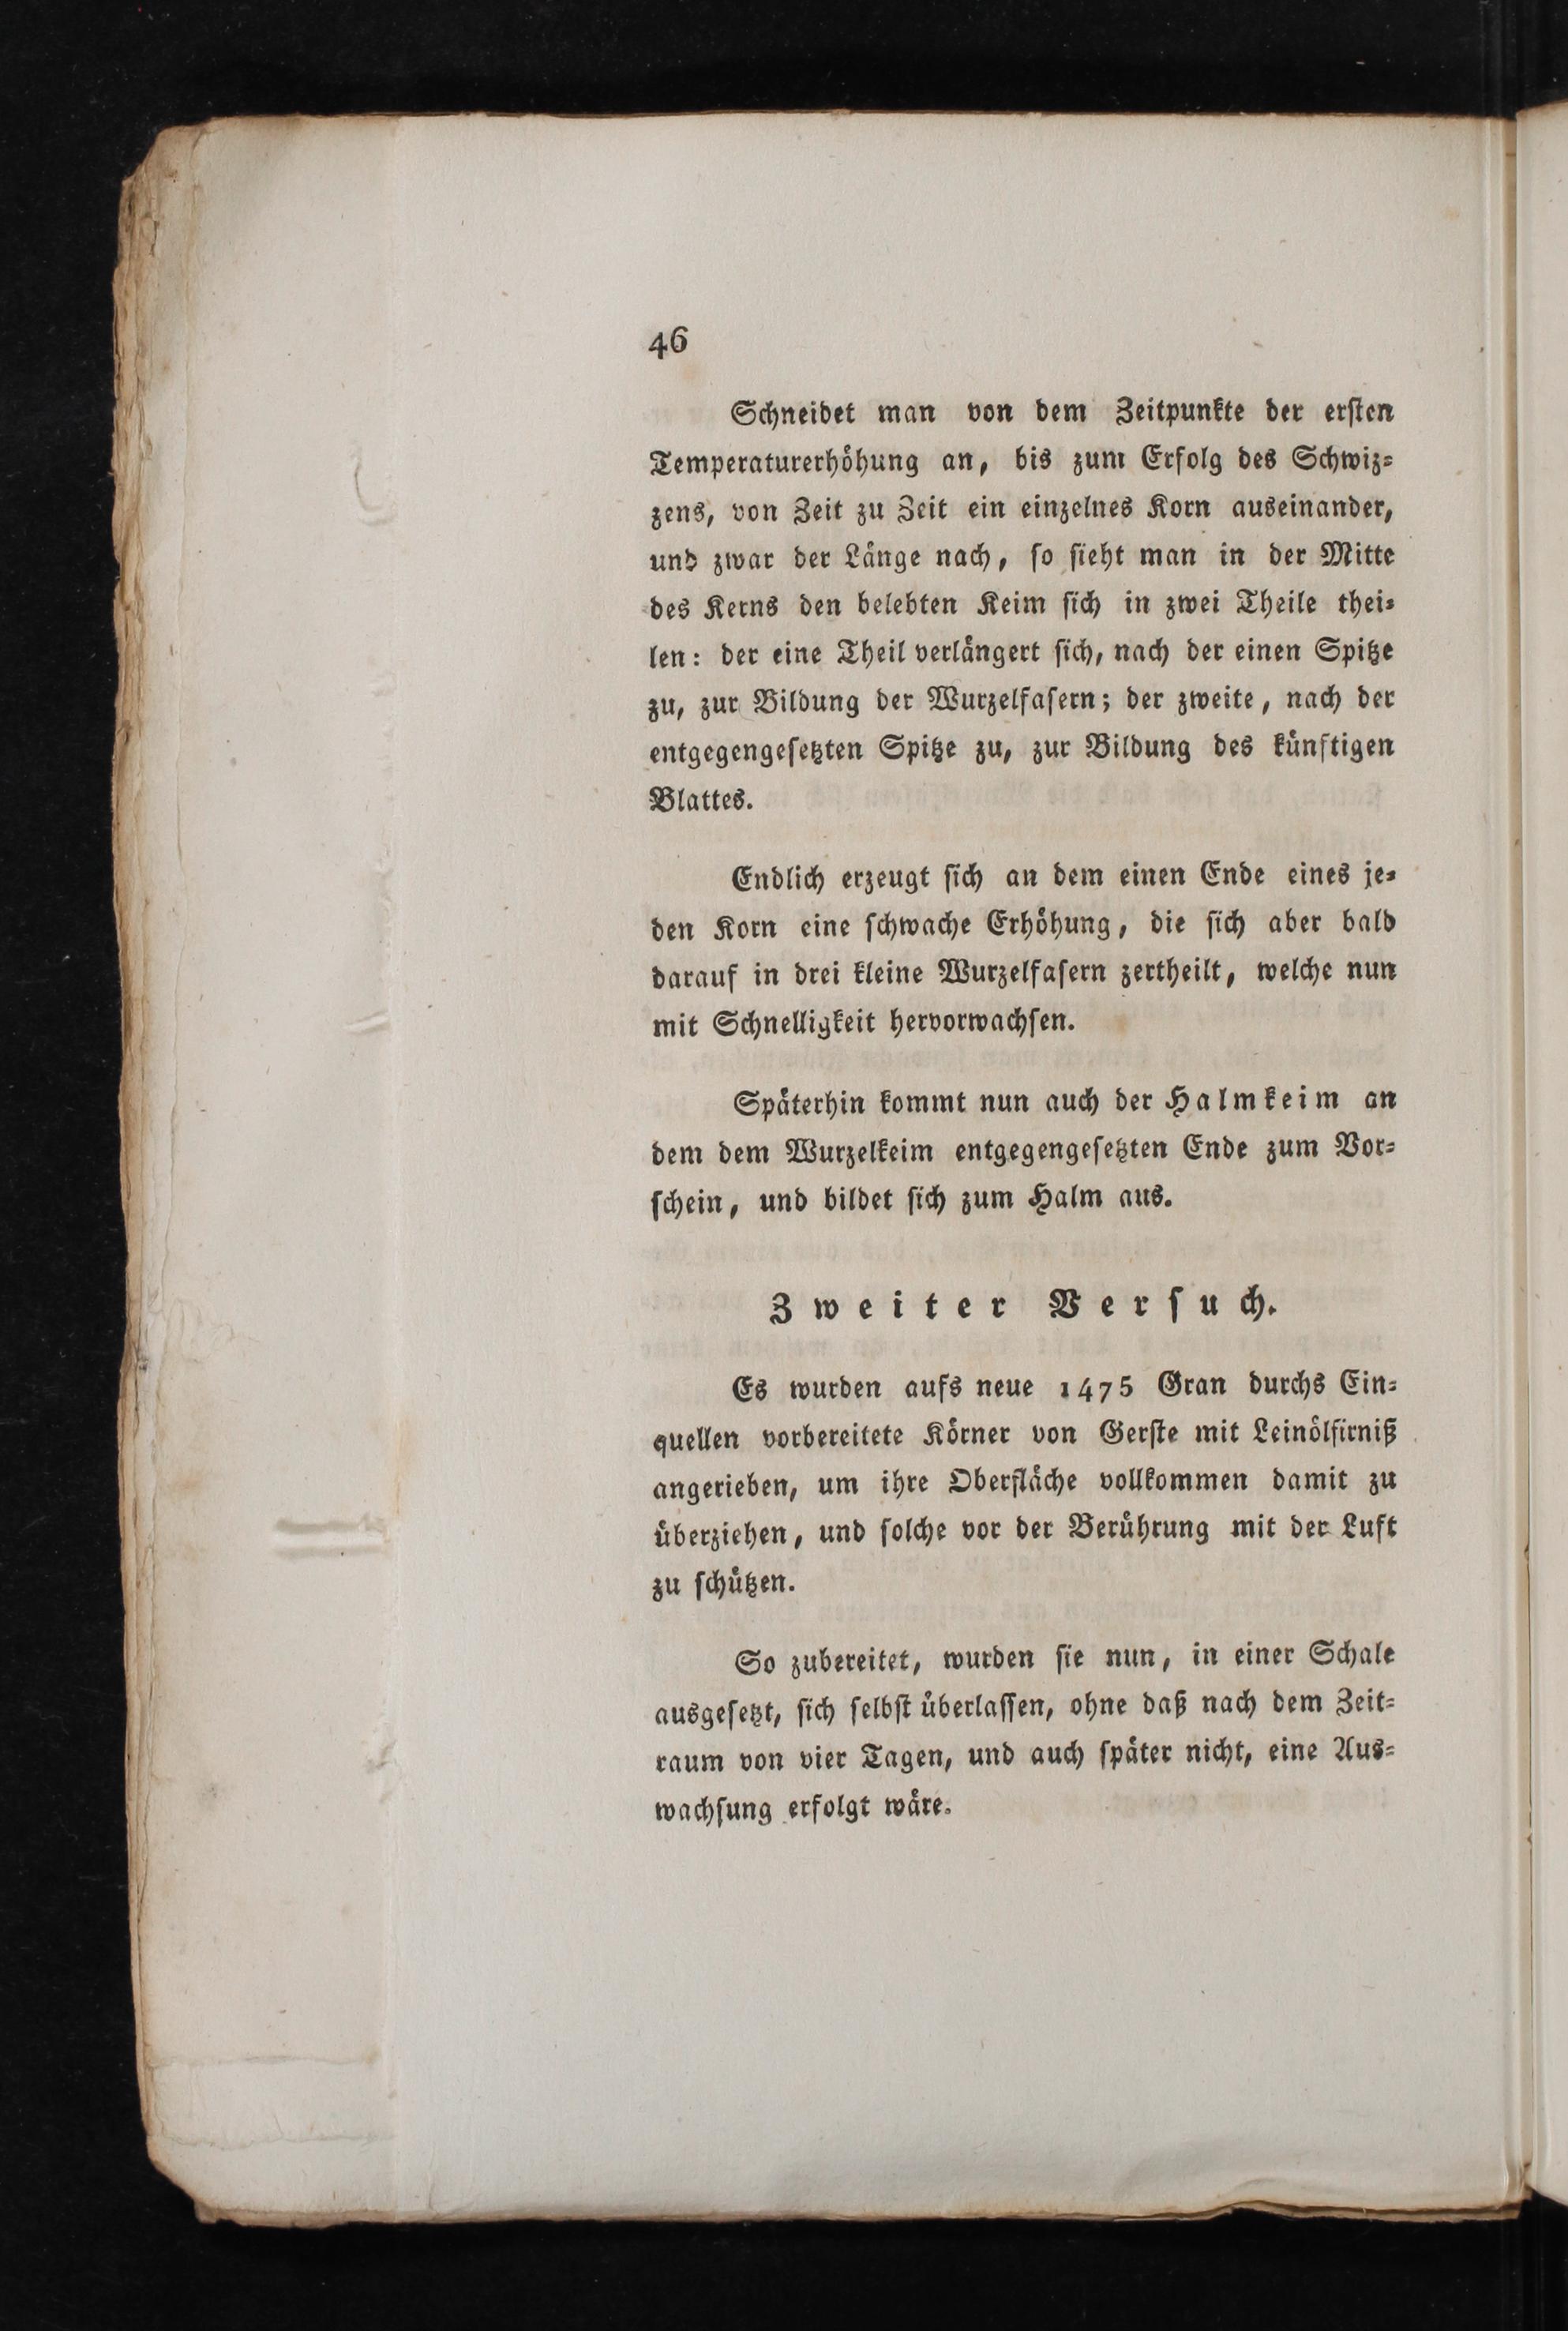 46
Schneidet man von dem Zeitpunkte der ersten
Temperaturerhöhung an, bis zum Erfolg des Schwiz-
zens, von Zeit zu Zeit ein einzelnes Korn auseinander,
und zwar der Länge nach, so sieht man in der Mitte
des Kerns den belebten Keim sich in zwei Theile thei-
len: der eine Theil verlängert sich, nach der einen Spitze
zu, zur Bildung der Wurzelfasern; der zweite, nach der
entgegengesetzten Spitze zu, zur Bildung des künftigen
Blattes.
Endlich erzeugt sich an dem einen Ende eines je-
den Korn eine schwache Erhöhung, die sich aber bald
darauf in drei kleine Wurzelfasern zertheilt, welche nun
mit Schnelligkeit hervorwachsen.
Späterhin kommt nun auch der Halmkeim an
dem dem Wurzelkeim entgegengesetzten Ende zum Vor-
schein, und bildet sich zum Halm aus.
Zweiter Versuch.
Es wurden aufs neue 1475 Gran durchs Ein-
quellen vorbereitete Körner von Gerste mit Leinölfirniß
angerieben, um ihre Oberfläche vollkommen damit zu
überziehen, und solche vor der Berührung mit der Luft
zu schützen.
So zubereitet, wurden sie nun, in einer Schale
ausgesetzt, sich selbst überlassen, ohne daß nach dem Zeit-
raum von vier Tagen, und auch später nicht, eine Aus-
wachsung erfolgt wäre.